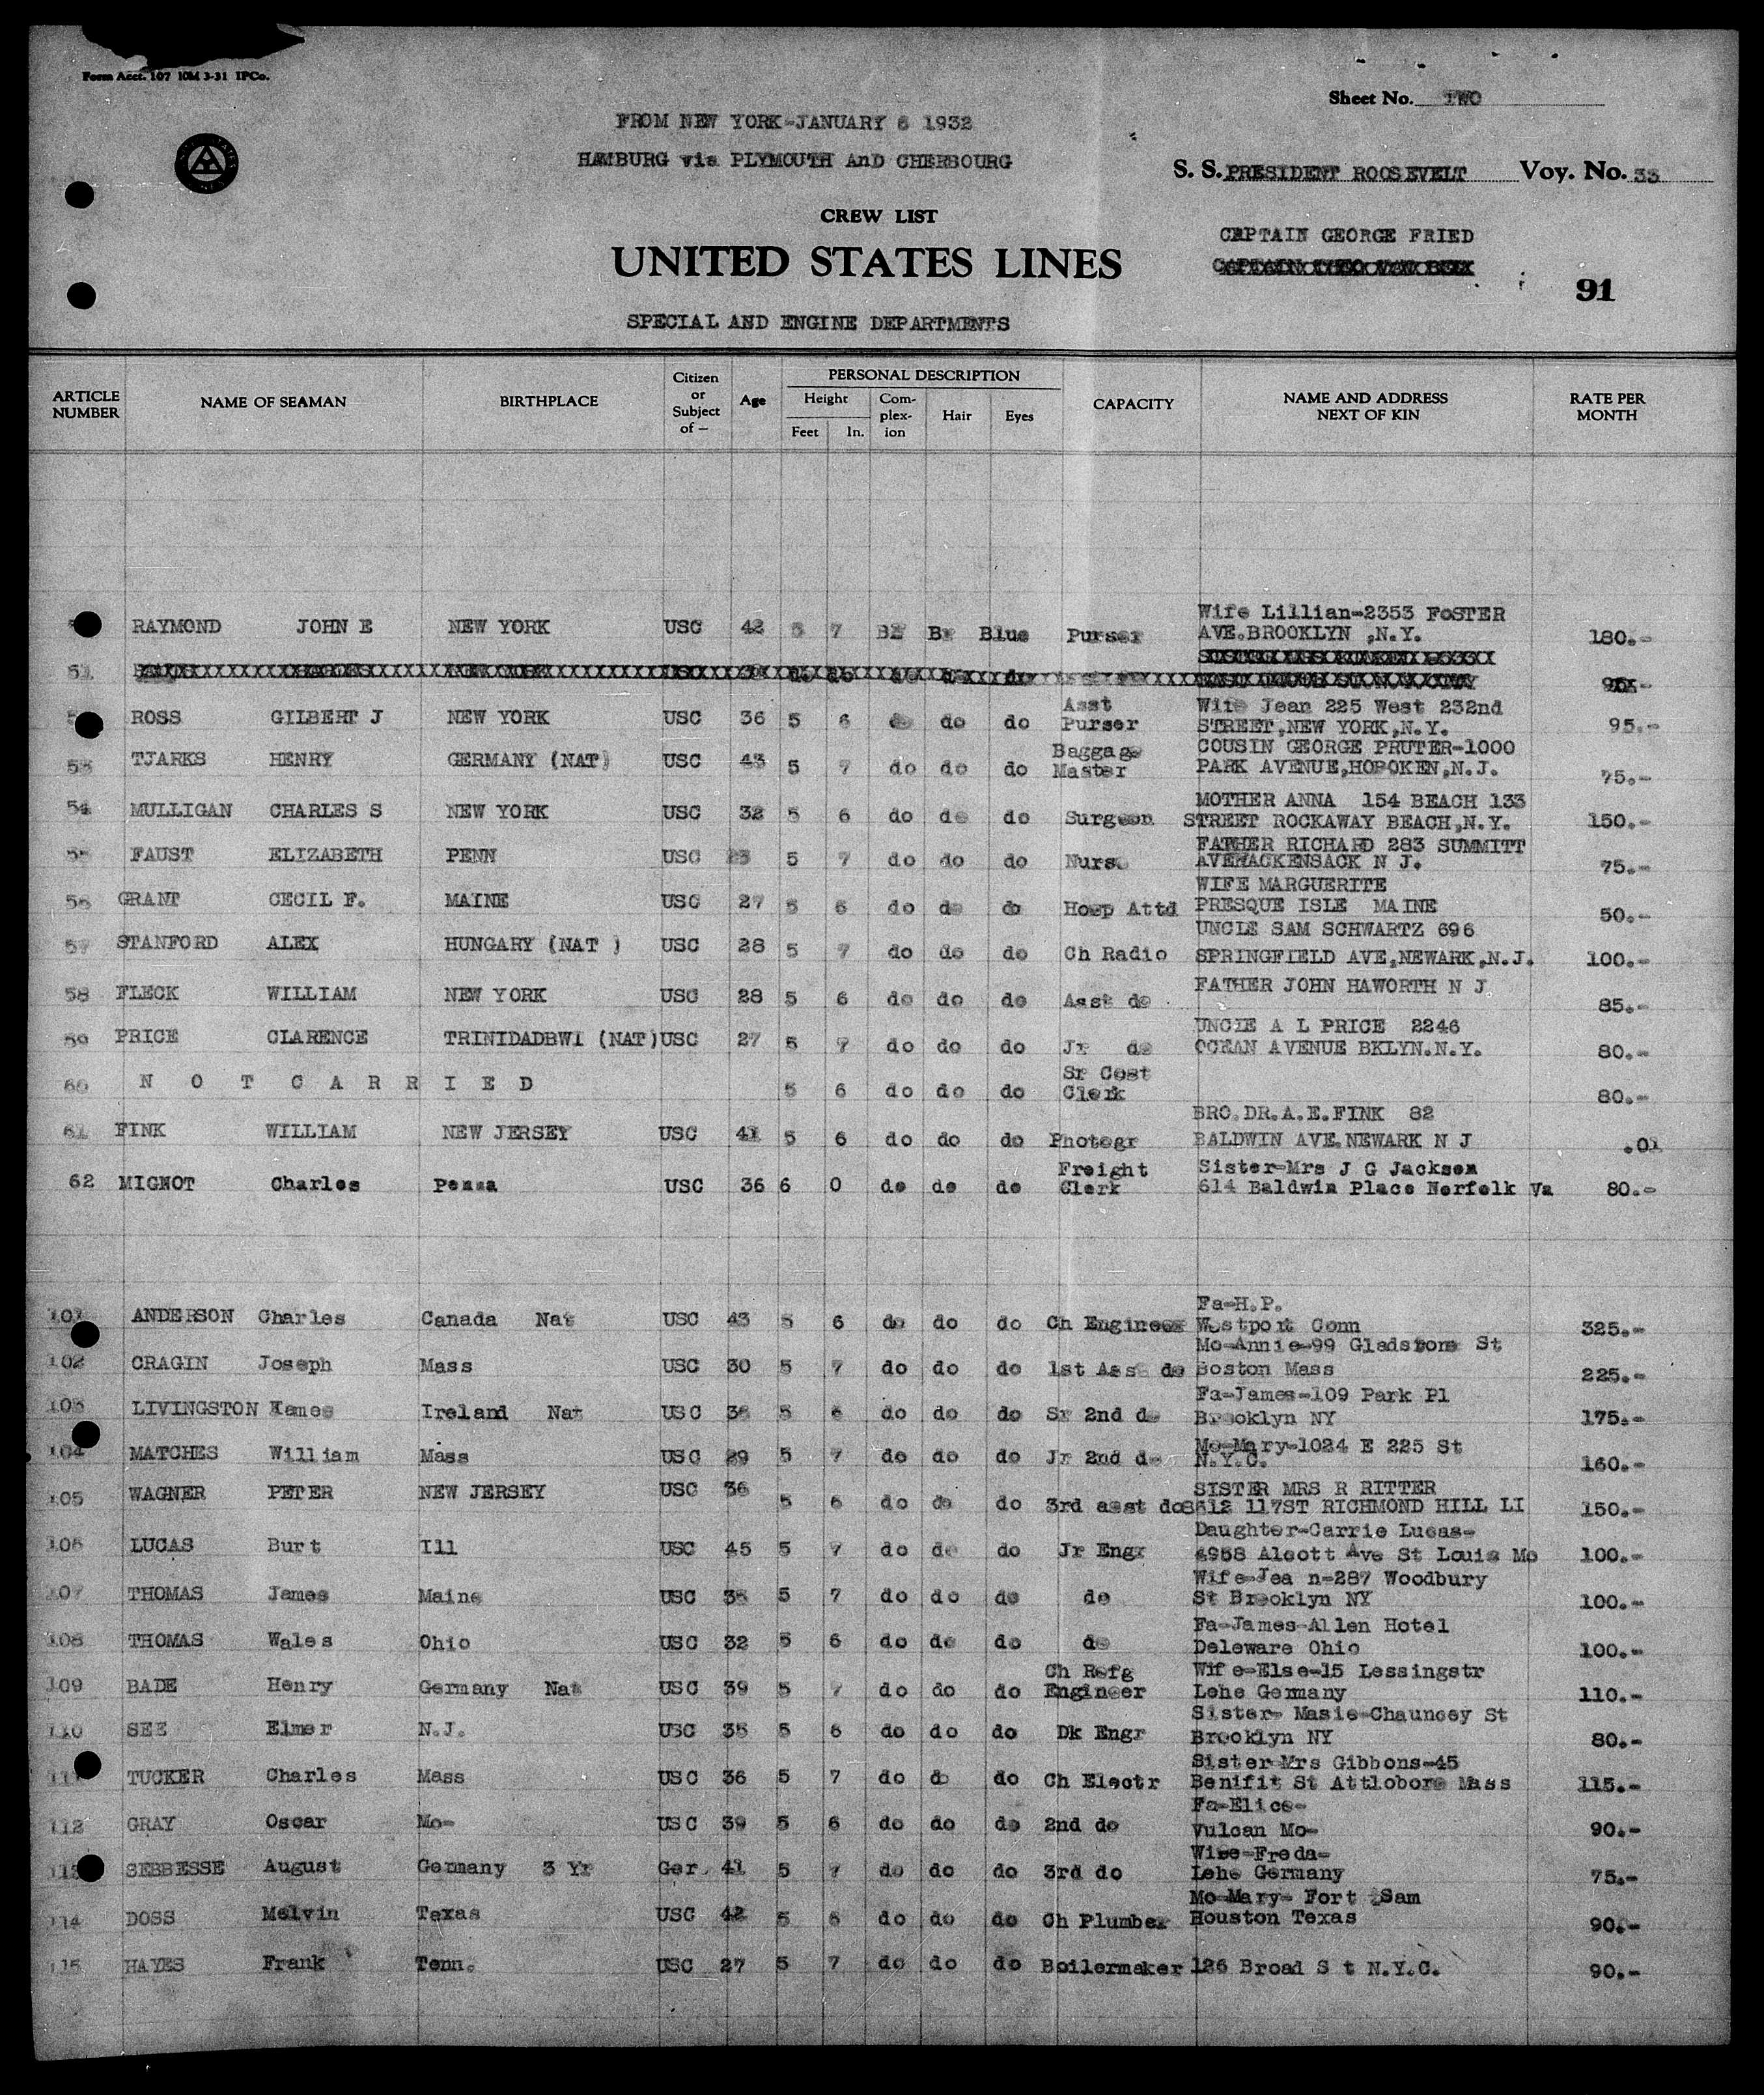 Form Acct. 107 10M 3-31 IPCo.
Sheet No. TWO
FROM NEW YORK-JANUARY 6 1932
HAMBURG via PLYMOUTH AnD CHERBOURG
S. S. PRESIDENT ROOSEVELT Voy. No. 33
CREW LIST
CAPTAIN GEORGE FRIED
UNITED STATES LINES
91
SPECIAL AND ENGINE DEPARTMENTS
ARTICLE NUMBER NAME OF SEAMAN BIRTHPLACE Citizen or Subject of — Age PERSONAL DESCRIPTION Height Feet In. Com-plex-ion Hair Eyes CAPACITY NAME AND ADDRESS NEXT OF KIN RATE PER MONTH
Wife Lillian-2353 FOSTER
RAYMOND JOHN E NEW YORK USC 42 5 7 Br Br Blue Purser AVE.BROOKLYN ,N.Y. 180.-
51
Asst Wife Jean 225 West 232nd
ROSS GILBERT J NEW YORK USC 36 5 6 do do do Purser STREET,NEW YORK,N.Y. 95.-
Baggage COUSIN GEORGE PRUTER-1000
53 TJARKS HENRY GERMANY (NAT) USC 43 5 7 do do do Master PARK AVENUE,HOBOKEN,N.J. 75.-
MOTHER ANNA 154 BEACH 133
54 MULLIGAN CHARLES S NEW YORK USC 32 5 6 do do do Surgeon STREET ROCKAWAY BEACH,N.Y. 150.-
FATHER RICHARD 283 SUMMITT
55 FAUST ELIZABETH PENN USC 23 5 7 do do do Nurse AVEHACKENSACK N J. 75.-
WIFE MARGUERITE
56 GRANT CECIL F. MAINE USC 27 5 6 do do do Hosp Attd PRESQUE ISLE MAINE 50.-
UNCLE SAM SCHWARTZ 696
57 STANFORD ALEX HUNGARY (NAT ) USC 28 5 7 do do do Ch Radio SPRINGFIELD AVE,NEWARK,N.J. 100.-
FATHER JOHN HAWORTH N J
58 FLECK WILLIAM NEW YORK USC 28 5 6 do do do Asst do 85.-
UNCLE A L PRICE 2246
59 PRICE CLARENCE TRINIDADBWI (NAT)USC 27 5 7 do do do Jr do OCEAN AVENUE BKLYN.N.Y. 80.-
60 N O T C A R R I E D 5 6 do do do Sr Cost Clerk 80.-
BRO.DR.A.E.FINK 82
61 FINK WILLIAM NEW JERSEY USC 41 5 6 do do do Photogr BALDWIN AVE.NEWARK N J .01
Freight Sister-Mrs J G Jackson
62 MIGNOT Charles Penna USC 36 6 0 do do do Clerk 614 Baldwin Place Norfolk Va 80.-
Fa-H.P.
101 ANDERSON Charles Canada Nat USC 43 5 6 do do do Ch Engineer Westport Conn 325.-
Mo-Annie-99 Gladstone St
102 CRAGIN Joseph Mass USC 30 5 7 do do do 1st Ass do Boston Mass 225.-
Fa-James-109 Park Pl
103 LIVINGSTON Kames Ireland Nat USC 36 5 6 do do do Sr 2nd do Brooklyn NY 175.-
Mo-Mary-1024 E 225 St
104 MATCHES William Mass USC 29 5 7 do do do Jr 2nd do N.Y.C. 160.-
SISTER MRS R RITTER
105 WAGNER PETER NEW JERSEY USC 36 5 6 do do do 3rd asst do 8612 117ST RICHMOND HILL LI 150.-
Daughter-Carrie Lucas-
106 LUCAS Burt Ill USC 45 5 7 do do do Jr Engr 4958 Alcott Ave St Louis Mo 100.-
Wife-Jea n-287 Woodbury
107 THOMAS James Maine USC 38 5 7 do do do do St Brooklyn NY 100.-
Fa-James-Allen Hotel
108 THOMAS Wales Ohio USC 32 5 6 do do do do Deleware Ohio 100.-
Ch Refg Wife-Else-15 Lessingstr
109 BADE Henry Germany Nat USC 39 5 7 do do do Engineer Lehe Germany 110.-
Sister- Masie-Chauncey St
110 SEE Elmer N.J. USC 35 5 6 do do do Dk Engr Brooklyn NY 80.-
Sister-Mrs Gibbons-45
111 TUCKER Charles Mass USC 36 5 7 do do do Ch Electr Benifit St Attlebore Mass 115.-
Fa-Elice-
112 GRAY Oscar Mo- USC 39 5 6 do do do 2nd do Vulcan Mo- 90.-
Wife-Freda-
113 SEBBESSE August Germany 3 Yr Ger. 41 5 7 do do do 3rd do Lehe Germany 75.-
Mo-Mary- Fort Sam
114 DOSS Melvin Texas USC 42 5 6 do do do Ch Plumber Houston Texas 90.-
115 HAYES Frank Tenn. USC 27 5 7 do do do Boilermaker 126 Broad S t N.Y.C. 90.-